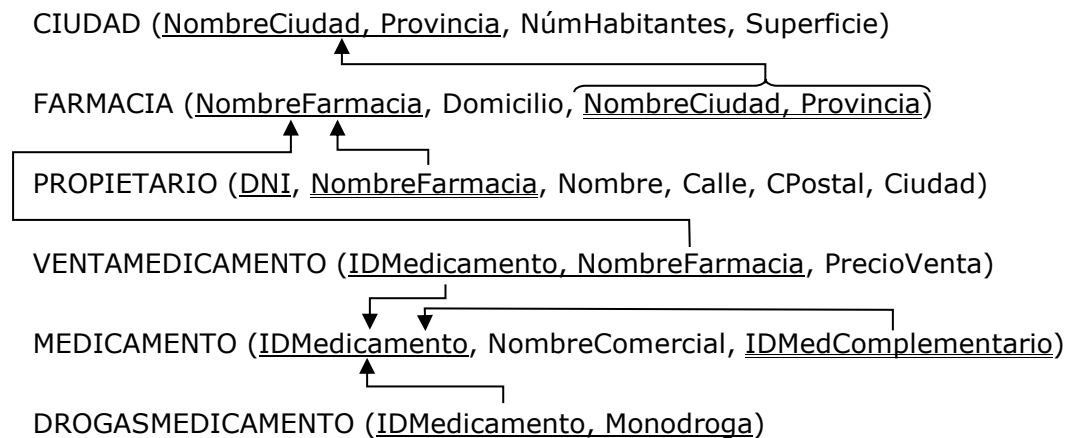 CIUDAD (NombreCiudad, Provincia, NúmHabitantes, Superficie)
FARMACIA (NombreFarmacia, Domicilio, NombreCiudad, Provincia)
PROPIETARIO (DNI, NombreFarmacia, Nombre, Calle, CPostal, Ciudad)
VENTAMEDICAMENTO (IDMedicamento, NombreFarmacia, PrecioVenta)
MEDICAMENTO (IDMedicamento, NombreComercial, IDMedComplementario)
DROGASMEDICAMENTO (IDMedicamento, Monodroga)